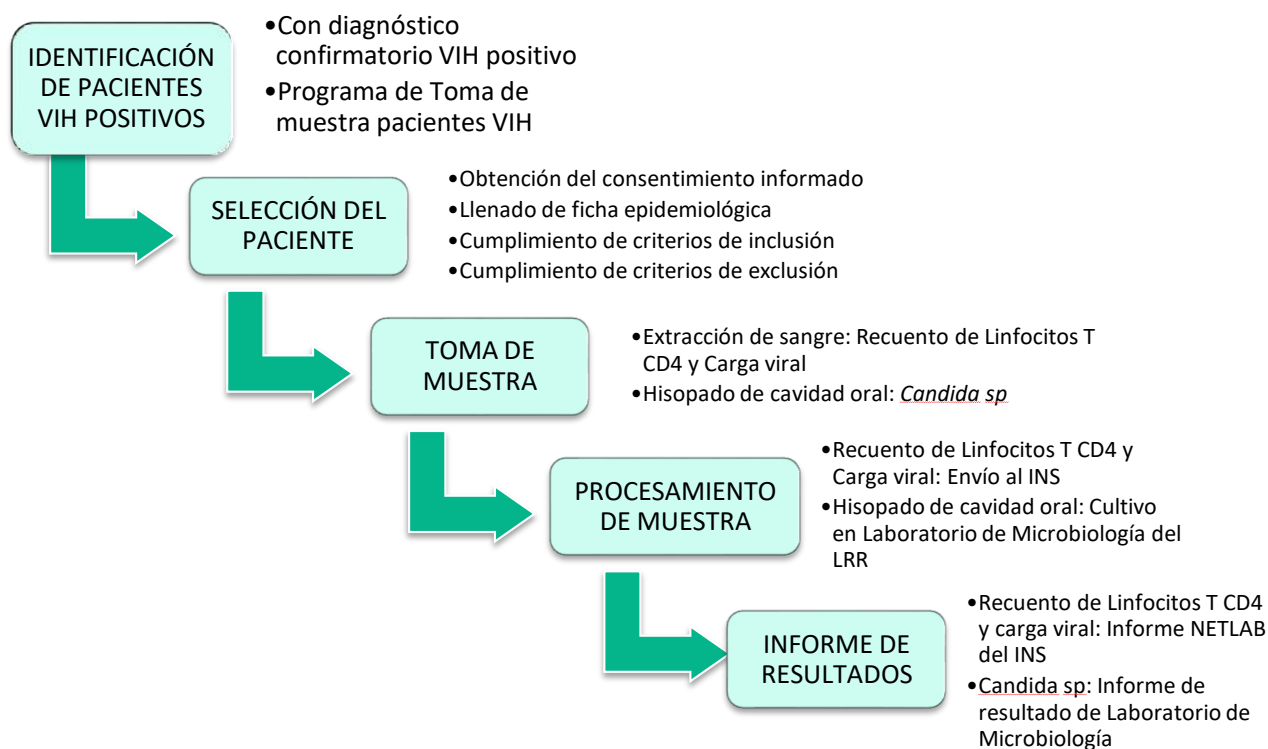 IDENTIFICACIÓN
DE PACIENTES
VIH POSITIVOS
•Con diagnóstico
confirmatorio VIH positivo
•Programa de Toma de
muestra pacientes VIH
SELECCIÓN DEL
PACIENTE
•Obtención del consentimiento informado
•Llenado de ficha epidemiológica
•Cumplimiento de criterios de inclusión
•Cumplimiento de criterios de exclusión
TOMA DE
MUESTRA
•Extracción de sangre: Recuento de Linfocitos T
CD4 y Carga viral
•Hisopado de cavidad oral: Candida sp
PROCESAMIENTO
DE MUESTRA
•Recuento de Linfocitos T CD4 y
Carga viral: Envío al INS
•Hisopado de cavidad oral: Cultivo
en Laboratorio de Microbiología del
LRR
INFORME DE
RESULTADOS
•Recuento de Linfocitos T CD4
y carga viral: Informe NETLAB
del INS
•Candida sp: Informe de
resultado de Laboratorio de
Microbiología